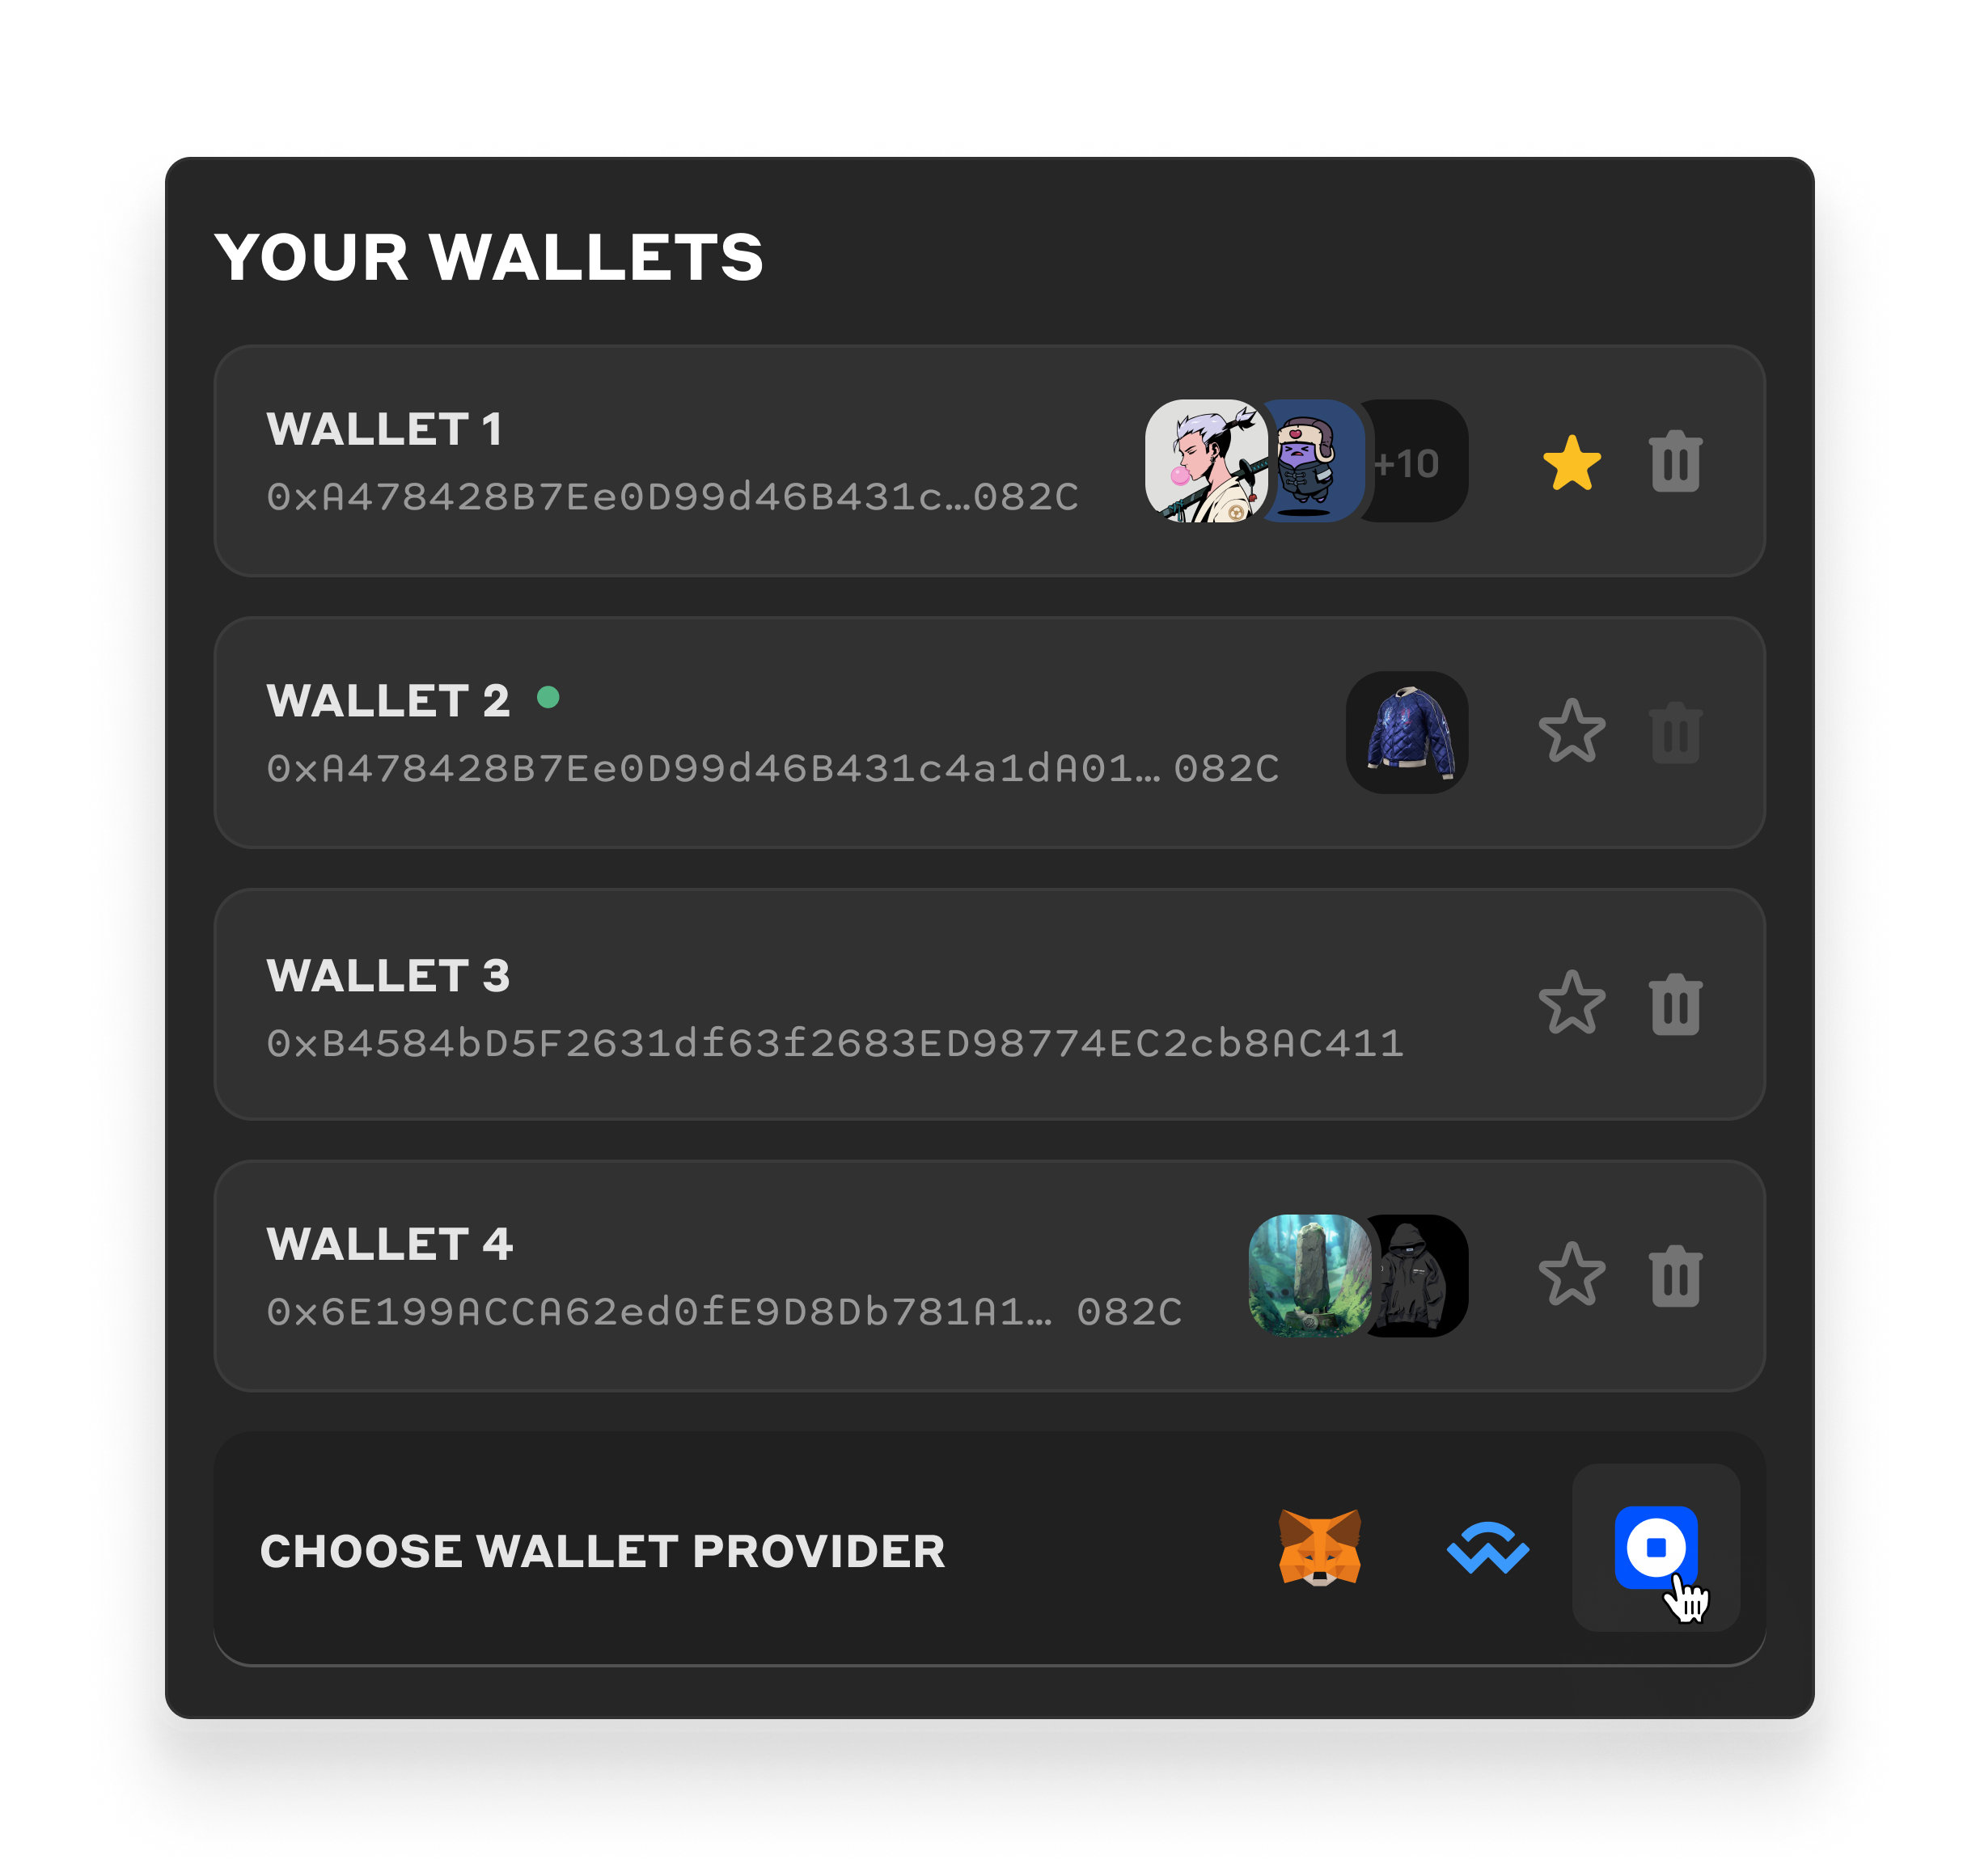 YOUR WALLETS
WALLET 1
0xA478428B7Ee0D99d46B431c…082C
+10
WALLET 2
0xA478428B7Ee0D99d46B431c4a1dA01… 082C
WALLET 3
0xB4584bD5F2631df63f2683ED98774EC2cb8AC411
WALLET 4
0x6E199ACCA62ed0fE9D8Db781A1… 082C
CHOOSE WALLET PROVIDER